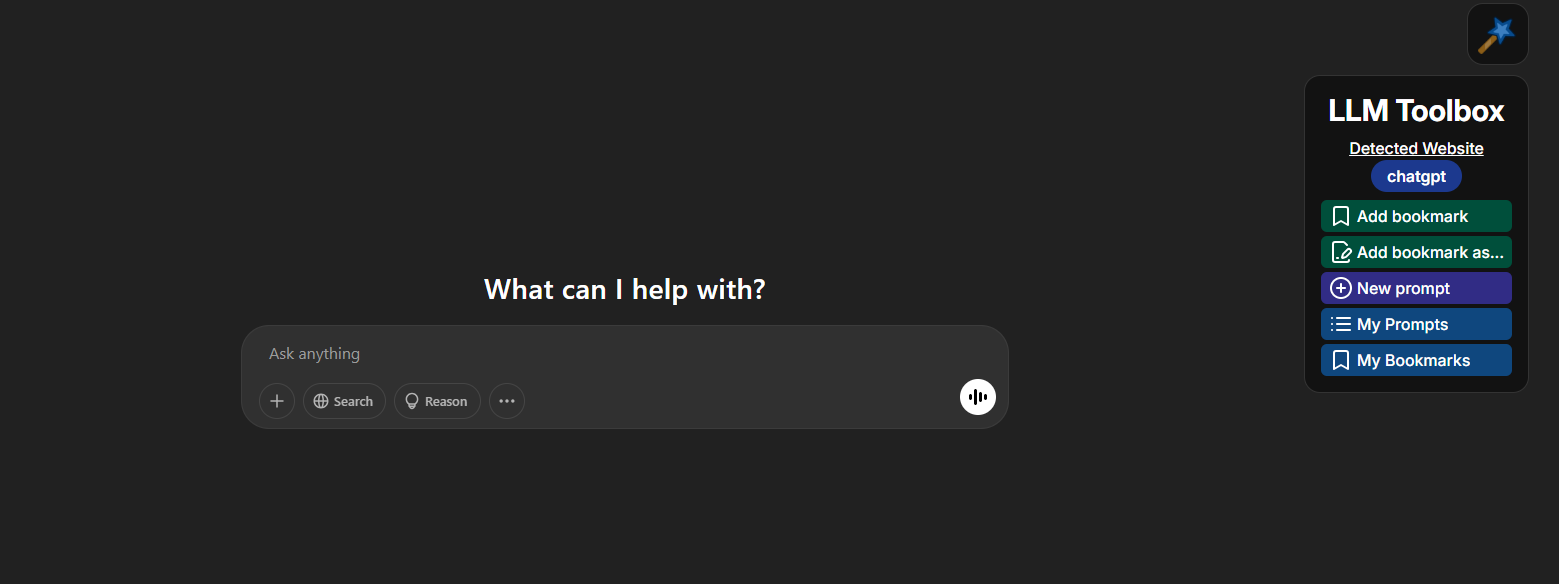 What can I help with?
Ask anything
Search
Reason
LLM Toolbox
Detected Website
chatgpt
Add bookmark
Add bookmark as...
New prompt
My Prompts
My Bookmarks